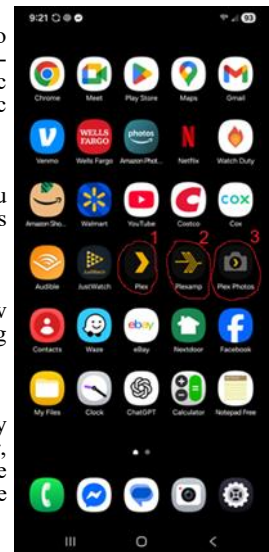 9:21
93
Chrome Meet Play Store Maps Gmail
WELLS
FARGO
photos
Venmo Wells Fargo Amazon Phot... Netflix Watch Duty
cox
Amazon Sho... Walmart YouTube Costco Cox
1 2 3
JustWatch
Audible JustWatch Plex Plexamp Plex Photos
ebay
Contacts Waze eBay Nextdoor Facebook
My Files Clock ChatGPT Calculator Notepad Free
o
c
c
u
s
v
g
y
,
e
e